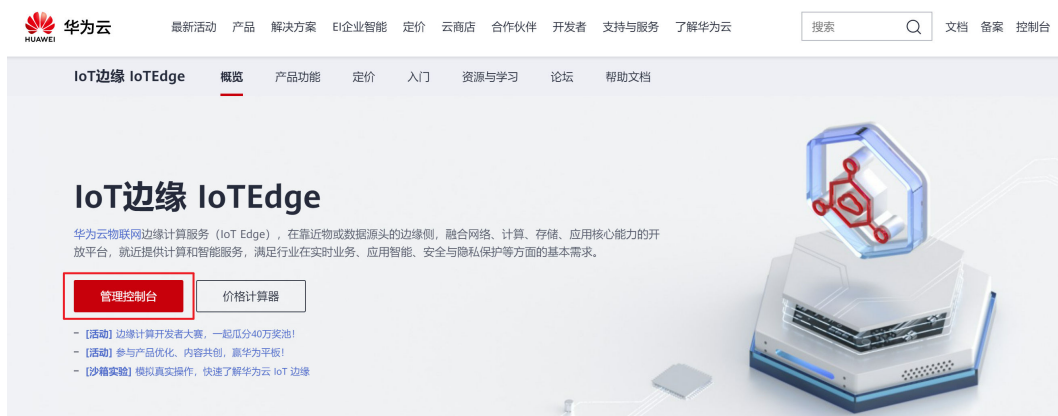 HUAWEI
华为云 最新活动 产品 解决方案 EI企业智能 定价 云商店 合作伙伴 开发者 支持与服务 了解华为云 搜索 文档 备案 控制台
IoT边缘 IoTEdge 概览 产品功能 定价 入门 资源与学习 论坛 帮助文档
IoT边缘 IoTEdge
华为云物联网边缘计算服务（IoT Edge），在靠近物或数据源头的边缘侧，融合网络、计算、存储、应用核心能力的开
放平台，就近提供计算和智能服务，满足行业在实时业务、应用智能、安全与隐私保护等方面的基本需求。
管理控制台 价格计算器
- [活动] 边缘计算开发者大赛，一起瓜分40万奖池！
- [活动] 参与产品优化、内容共创，赢华为平板！
- [沙箱实验] 模拟真实操作，快速了解华为云 IoT 边缘